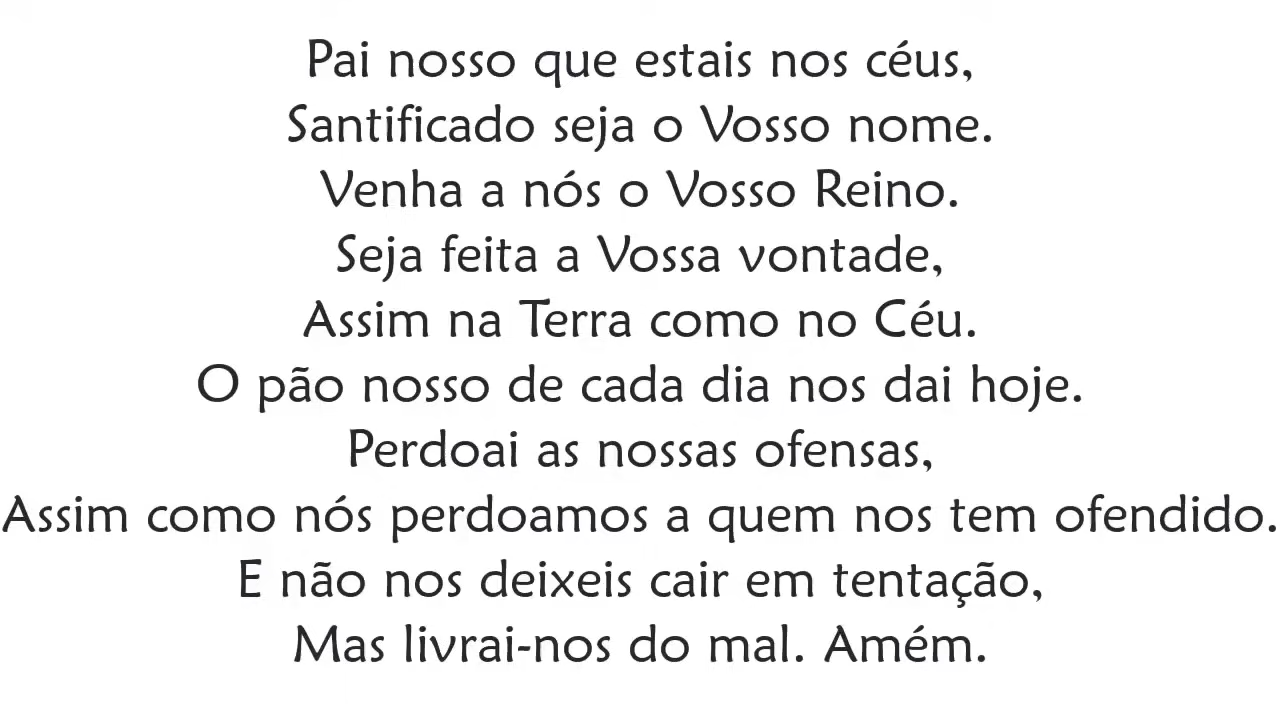 Pai nosso que estais nos céus,
Santificado seja o Vosso nome.
Venha a nós o Vosso Reino.
Seja feita a Vossa vontade,
Assim na Terra como no Céu.
O pão nosso de cada dia nos dai hoje.
Perdoai as nossas ofensas,
Assim como nós perdoamos a quem nos tem ofendido.
E não nos deixeis cair em tentação,
Mas livrai-nos do mal. Amém.